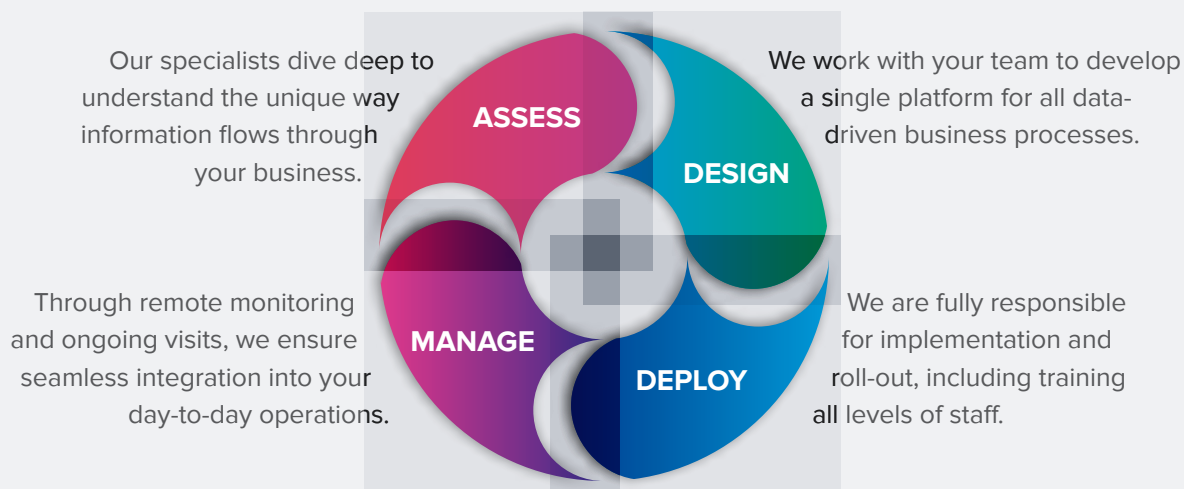 Our specialists dive deep to
understand the unique way
information flows through
your business.
ASSESS
We work with your team to develop
a single platform for all data-
driven business processes.
DESIGN
Through remote monitoring
and ongoing visits, we ensure
seamless integration into your
day-to-day operations.
MANAGE
We are fully responsible
for implementation and
roll-out, including training
all levels of staff.
DEPLOY